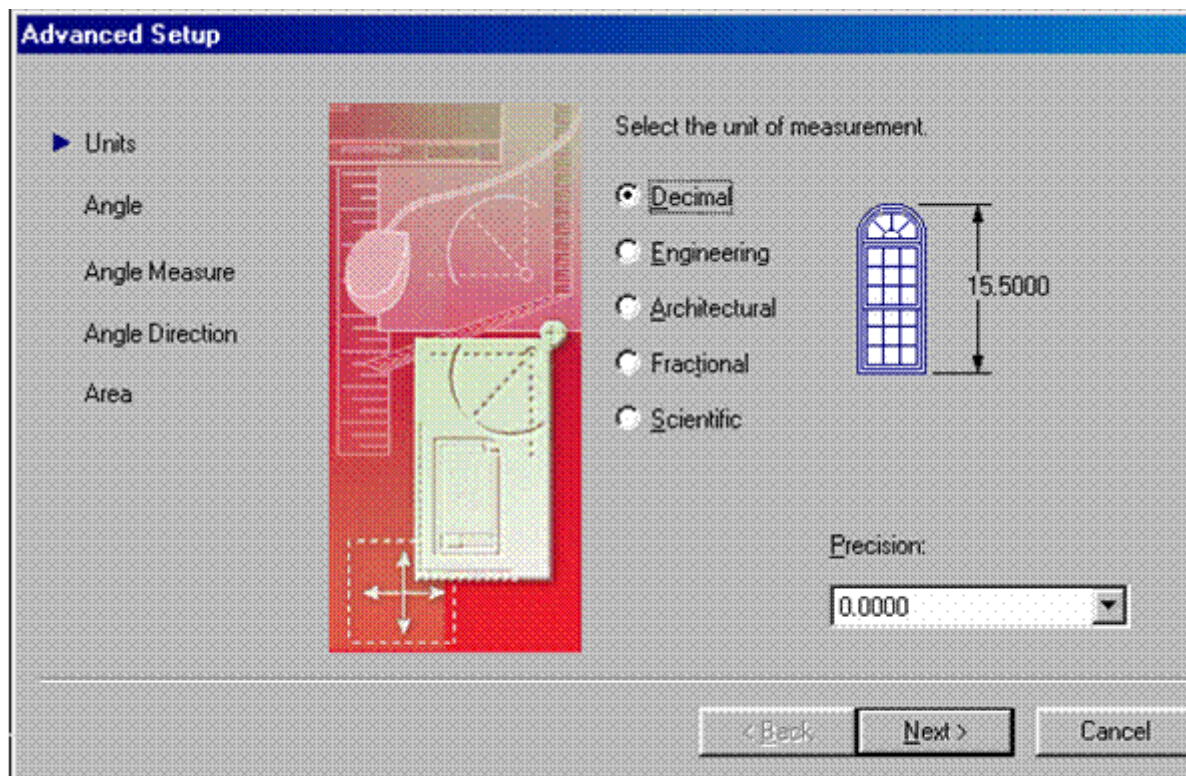 Advanced Setup
Units
Angle
Angle Measure
Angle Direction
Area
Select the unit of measurement.
Decimal
Engineering
Architectural
Fractional
Scientific
15.5000
Precision:
0.0000
< Back
Next >
Cancel